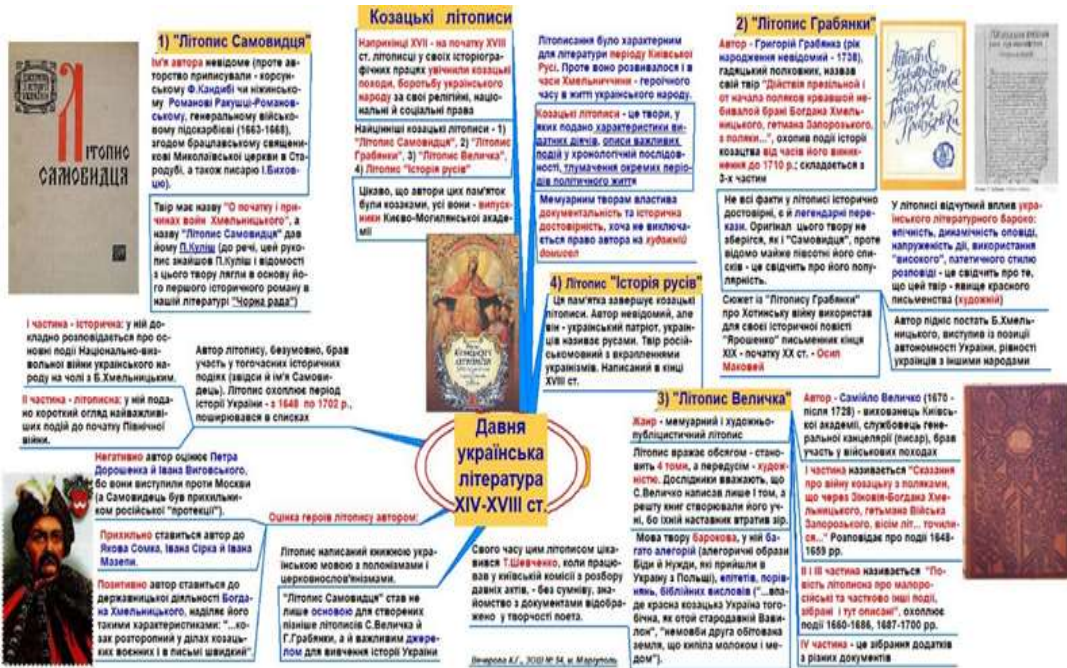 Козацькі літописи
Наприкінці XVII - на початку XVIII
ст. літописці у своїх історіогра-
фічних працях увічнили козацькі
походи, боротьбу українського
народу за свої релігійні, націо-
нальні й соціальні права
Найцінніші козацькі літописи - 1)
"Літопис Самовидця", 2) "Літопис
Грабянки", 3) "Літопис Величка",
4) Літопис "Історія русів"
Цікаво, що автори цих пам'яток
були козаками, усі вони - випуск-
ники Києво-Могилянської акаде-
мії
Літописання було характерним
для літератури періоду Київської
Русі. Проте воно розвивалося і в
часи Хмельниччини - героїчного
часу в житті українського народу.
Козацькі літописи - це твори, у
яких подано характеристики ви-
датних діячів, описи важливих
подій у хронологічній послідов-
ності, тлумачення окремих періо-
дів політичного життя
Мемуарним творам властива
документальність та історична
достовірність, хоча не виключа-
ється право автора на художній
домисел
1) "Літопис Самовидця"
Ім'я автора невідоме (проте ав-
торство приписували - корсун-
ському Ф.Кандибі чи ніжинсько-
му Романові Ракушці-Романов-
ському, генеральному військо-
вому підскарбієві (1663-1668),
згодом брацлавському священи-
кові Миколаївської церкви в Ста-
родубі, а також писарю І.Бихов-
цю).
Твір має назву "О початку і при-
чинах войн Хмельницького", а
назву "Літопис Самовидця" дав
йому П.Куліш (до речі, цей руко-
пис знайшов П.Куліш і відомості
з цього твору лягли в основу йо-
го першого історичного роману в
нашій літературі "Чорна рада")
ЛІТОПИС
САМОВИДЦЯ
І частина - історична: у ній до-
кладно розповідається про ос-
новні події Національно-виз-
вольної війни українського на-
роду на чолі з Б.Хмельницьким.
ІІ частина - літописна: у ній пода-
но короткий огляд найважливі-
ших подій до початку Північної
війни.
Автор літопису, безумовно, брав
участь у тогочасних історичних
подіях (звідси й ім'я Самови-
дець). Літопис охоплює період
історії України - з 1648 по 1702 р.,
поширювався в списках
Негативно автор оцінює Петра
Дорошенка й Івана Виговського,
бо вони виступили проти Москви
(а Самовидець був прихильни-
ком російської "протекції").
Прихильно ставиться автор до
Якова Сомка, Івана Сірка й Івана
Мазепи.
Позитивно автор ставиться до
державницької діяльності Богда-
на Хмельницького, наділяє його
такими характеристиками: "...ко-
зак розторопний у ділах козаць-
ких воєнних і в письмі швидкий".
Оцінка героїв літопису автором:
Літопис написаний книжною укра-
їнською мовою з полонізмами і
церковнослов'янізмами.
"Літопис Самовидця" став не
лише основою для створених
пізніше літописів С.Величка й
Г.Грабянки, а й важливим джере-
лом для вивчення історії України
Давня
українська
література
XIV-XVIII ст.
2) "Літопис Грабянки"
Автор - Григорій Грабянка (рік
народження невідомий - 1738),
гадяцький полковник, назвав
свій твір "Действія презільной і
от начала поляков крвавшой не-
бивалой брані Богдана Хмель-
ницького, гетмана Запорозького,
з поляки...", охопив події історії
козацтва від часів його виник-
нення до 1710 р.; складається з
3-х частин
Не всі факти у літописі історично
достовірні, є й легендарні пере-
кази. Оригінал цього твору не
зберігся, як і "Самовидця", проте
відомо майже півсотні його спис-
ків - це свідчить про його попу-
лярність.
Сюжет із "Літопису Грабянки"
про Хотинську війну використав
для своєї історичної повісті
"Ярошенко" письменник кінця
XIX - початку XX ст. - Осип
Маковей
У літописі відчутний вплив укра-
їнського літературного бароко:
епічність, динамічність оповіді,
напруженість дії, використання
"високого", патетичного стилю
розповіді - це свідчить про те,
що цей твір - явище красного
письменства (художній)
Автор підніс постать Б.Хмель-
ницького, виступив із позиції
автономності України, рівності
українців з іншими народами
4) Літопис "Історія русів"
Ця пам'ятка завершує козацькі
літописи. Автор невідомий, але
він - український патріот, україн-
ців називає русами. Твір росій-
ськомовний з вкрапленнями
українізмів. Написаний в кінці
XVIII ст.
3) "Літопис Величка"
Жанр - мемуарний і художньо-
публіцистичний літопис
Літопис вражає обсягом - стано-
вить 4 томи, а передусім - худож-
ністю. Дослідники вважають, що
С.Величко написав лише І том, а
решту книг створювали його уч-
ні, бо їхній наставник втратив зір.
Мова твору барокова, у ній ба-
гато алегорій (алегоричні образи
Біди й Нужди, які прийшли в
Україну з Польщі), епітетів, порів-
нянь, біблійних висловів ("...впа-
де красна козацька Україна того-
бічна, як отой стародавній Вави-
лон", "немовби друга обітована
земля, що кипіла молоком і ме-
дом").
Автор - Самійло Величко (1670 -
після 1728) - вихованець Київсь-
кої академії, службовець гене-
ральної канцелярії (писар), брав
участь у військових походах
І частина називається "Сказання
про війну козацьку з поляками,
що через Зіновія-Богдана Хме-
льницького, гетьмана Війська
Запорозького, вісім літ... точили-
ся..." Розповідає про події 1648-
1659 рр.
ІІ і ІІІ частина називається "По-
вість літописна про малоро-
сійські та частково інші події,
зібрані і тут описані", охоплює
події 1660-1686, 1687-1700 рр.
IV частина - це зібрання додатків
з різних документів
Свого часу цим літописом ціка-
вився Т.Шевченко, коли працю-
вав у київській комісії з розбору
давніх актів, - без сумніву, зна-
йомство з документами відобра-
жено у творчості поета.